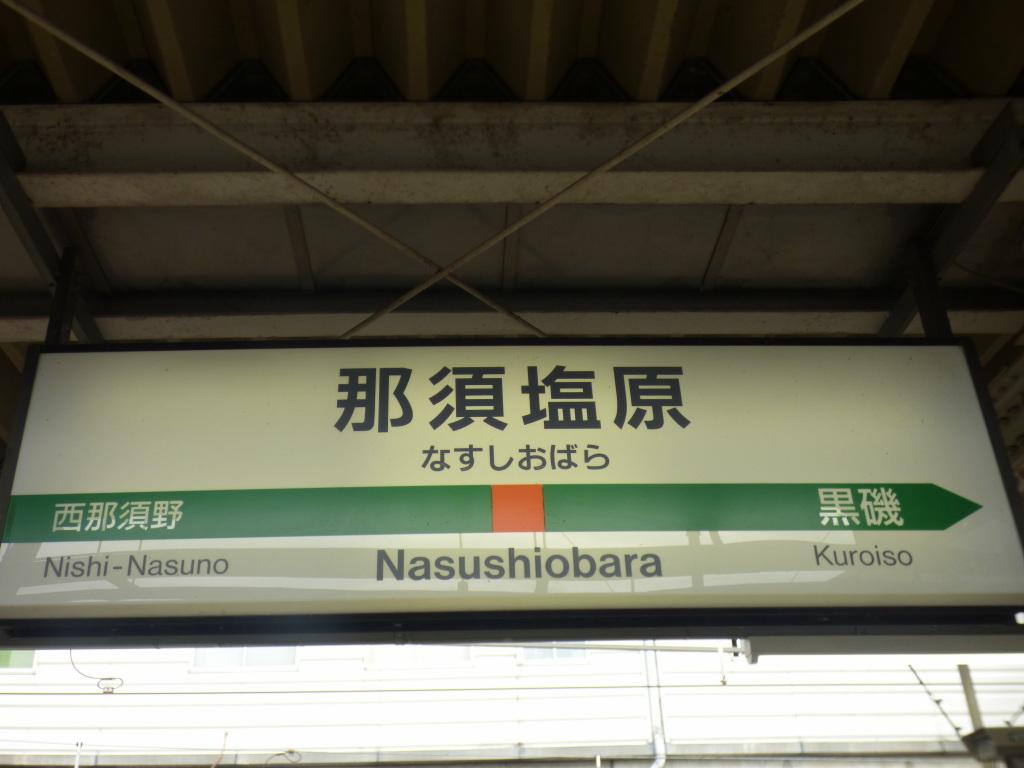 那須塩原
なすしおばら
西那須野
黒磯
Nishi-Nasuno
Nasushiobara
Kuroiso